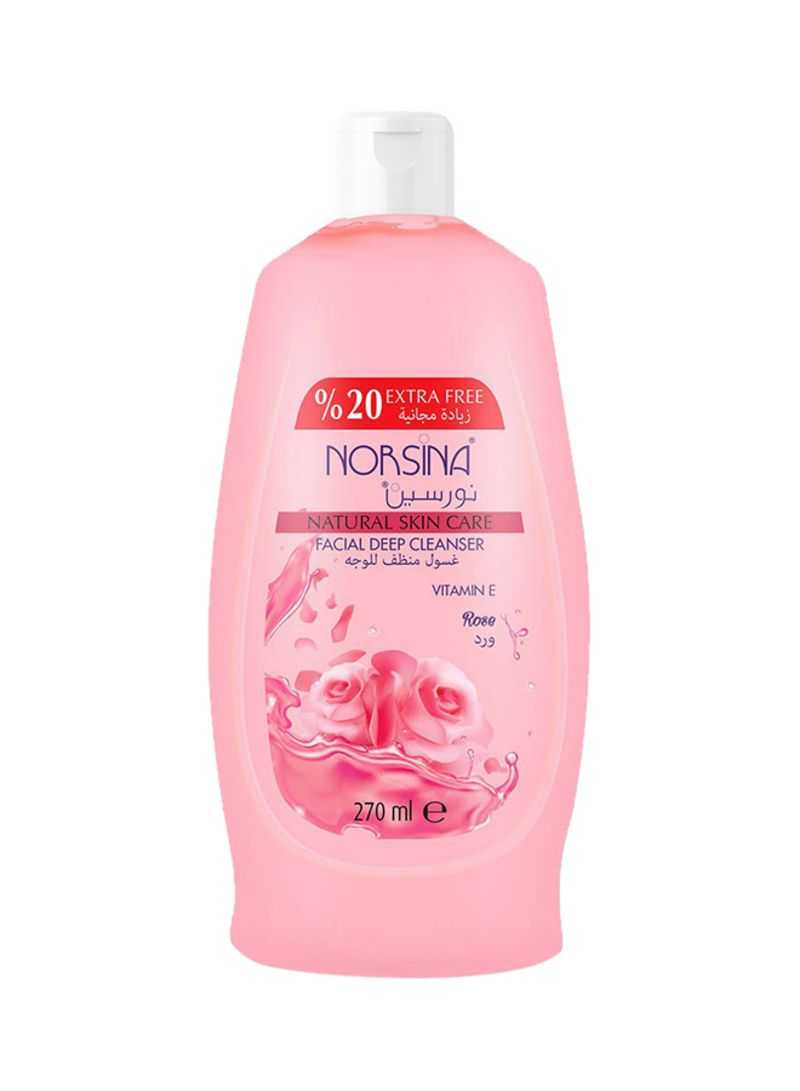 %20 EXTRA FREE
زيادة مجانية
NORSINA®
نورسين®
NATURAL SKIN CARE
FACIAL DEEP CLEANSER
غسول منظف للوجه
VITAMIN E
Rose
ورد
270 ml ℮